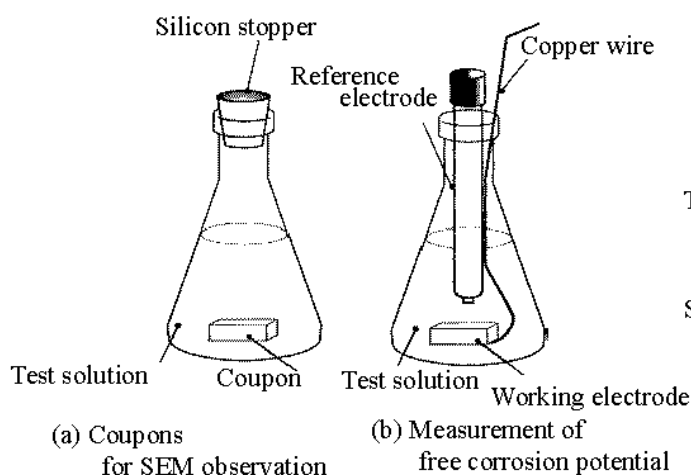 Silicon stopper
Test solution
Coupon
(a) Coupons
for SEM observation
Reference
electrode
Copper wire
Test solution
Working electrode
(b) Measurement of
free corrosion potential
T
S